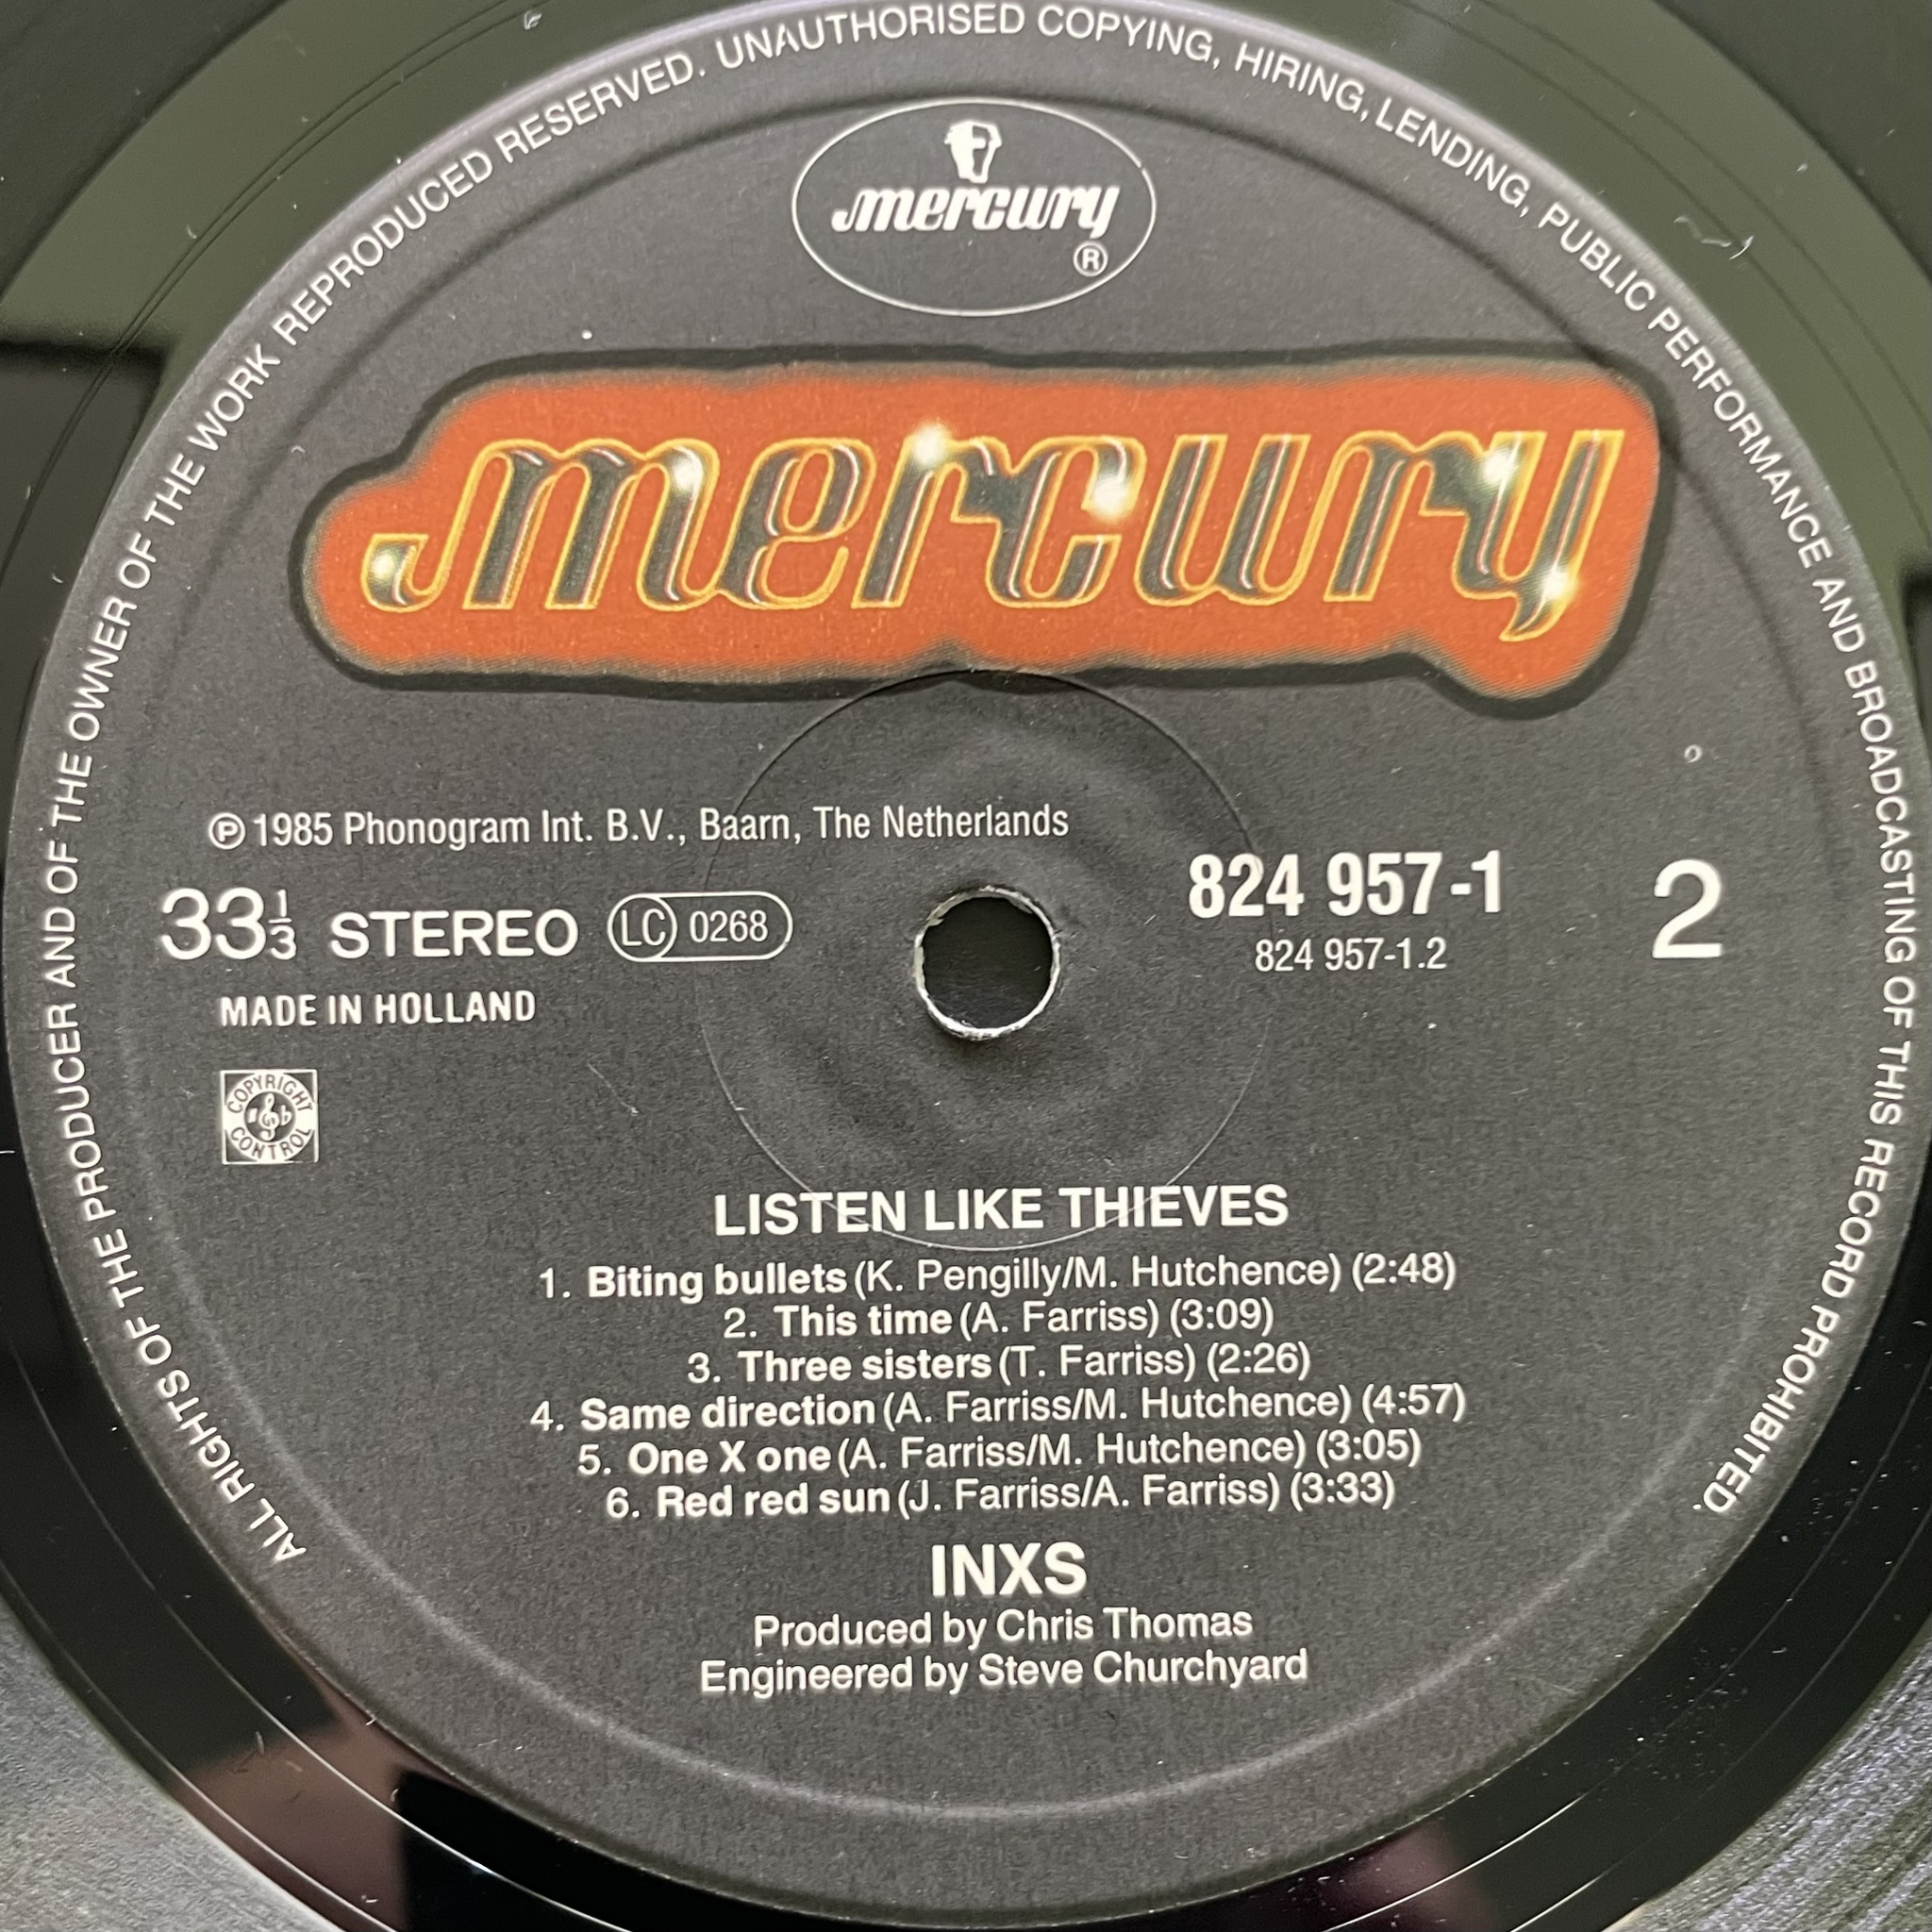 ALL RIGHTS OF THE PRODUCER AND OF THE OWNER OF THE WORK REPRODUCED RESERVED. UNAUTHORISED COPYING, HIRING, LENDING, PUBLIC PERFORMANCE AND BROADCASTING OF THIS RECORD PROHIBITED.
mercury
®
mercury
℗ 1985 Phonogram Int. B.V., Baarn, The Netherlands
33 1/3 STEREO LC 0268
824 957-1
824 957-1.2
2
MADE IN HOLLAND
COPYRIGHT
CONTROL
LISTEN LIKE THIEVES
1. Biting bullets (K. Pengilly/M. Hutchence) (2:48)
2. This time (A. Farriss) (3:09)
3. Three sisters (T. Farriss) (2:26)
4. Same direction (A. Farriss/M. Hutchence) (4:57)
5. One X one (A. Farriss/M. Hutchence) (3:05)
6. Red red sun (J. Farriss/A. Farriss) (3:33)
INXS
Produced by Chris Thomas
Engineered by Steve Churchyard